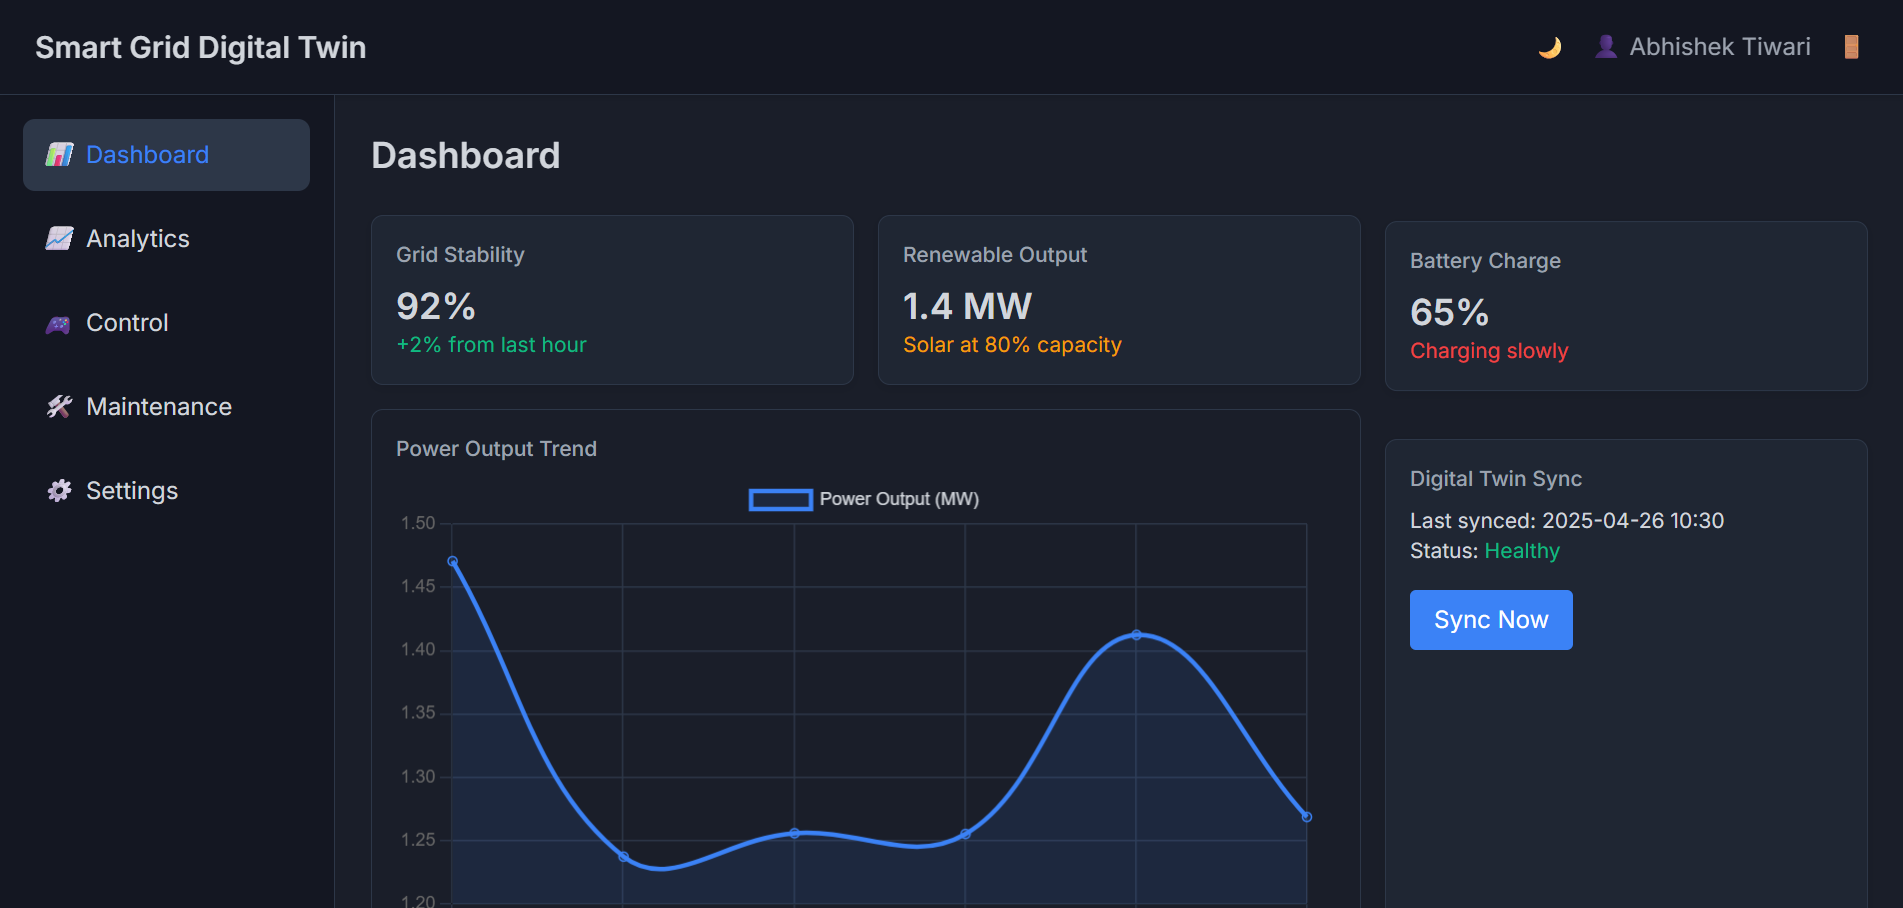 Smart Grid Digital Twin
Abhishek Tiwari
Dashboard
Analytics
Control
Maintenance
Settings
Dashboard
Grid Stability
92%
+2% from last hour
Renewable Output
1.4 MW
Solar at 80% capacity
Battery Charge
65%
Charging slowly
Power Output Trend
Power Output (MW)
1.50
1.45
1.40
1.35
1.30
1.25
1.20
Digital Twin Sync
Last synced: 2025-04-26 10:30
Status: Healthy
Sync Now